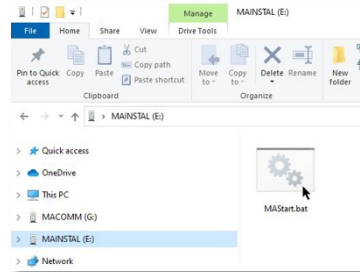 Manage
MAINSTAL (E:)
File
Home
Share
View
Drive Tools
Pin to Quick access
Copy
Paste
Cut
Copy path
Paste shortcut
Move to
Copy to
Delete
Rename
New folder
Clipboard
Organize
MAINSTAL (E:)
Quick access
OneDrive
This PC
MACOMM (G:)
MAINSTAL (E:)
Network
MAStart.bat